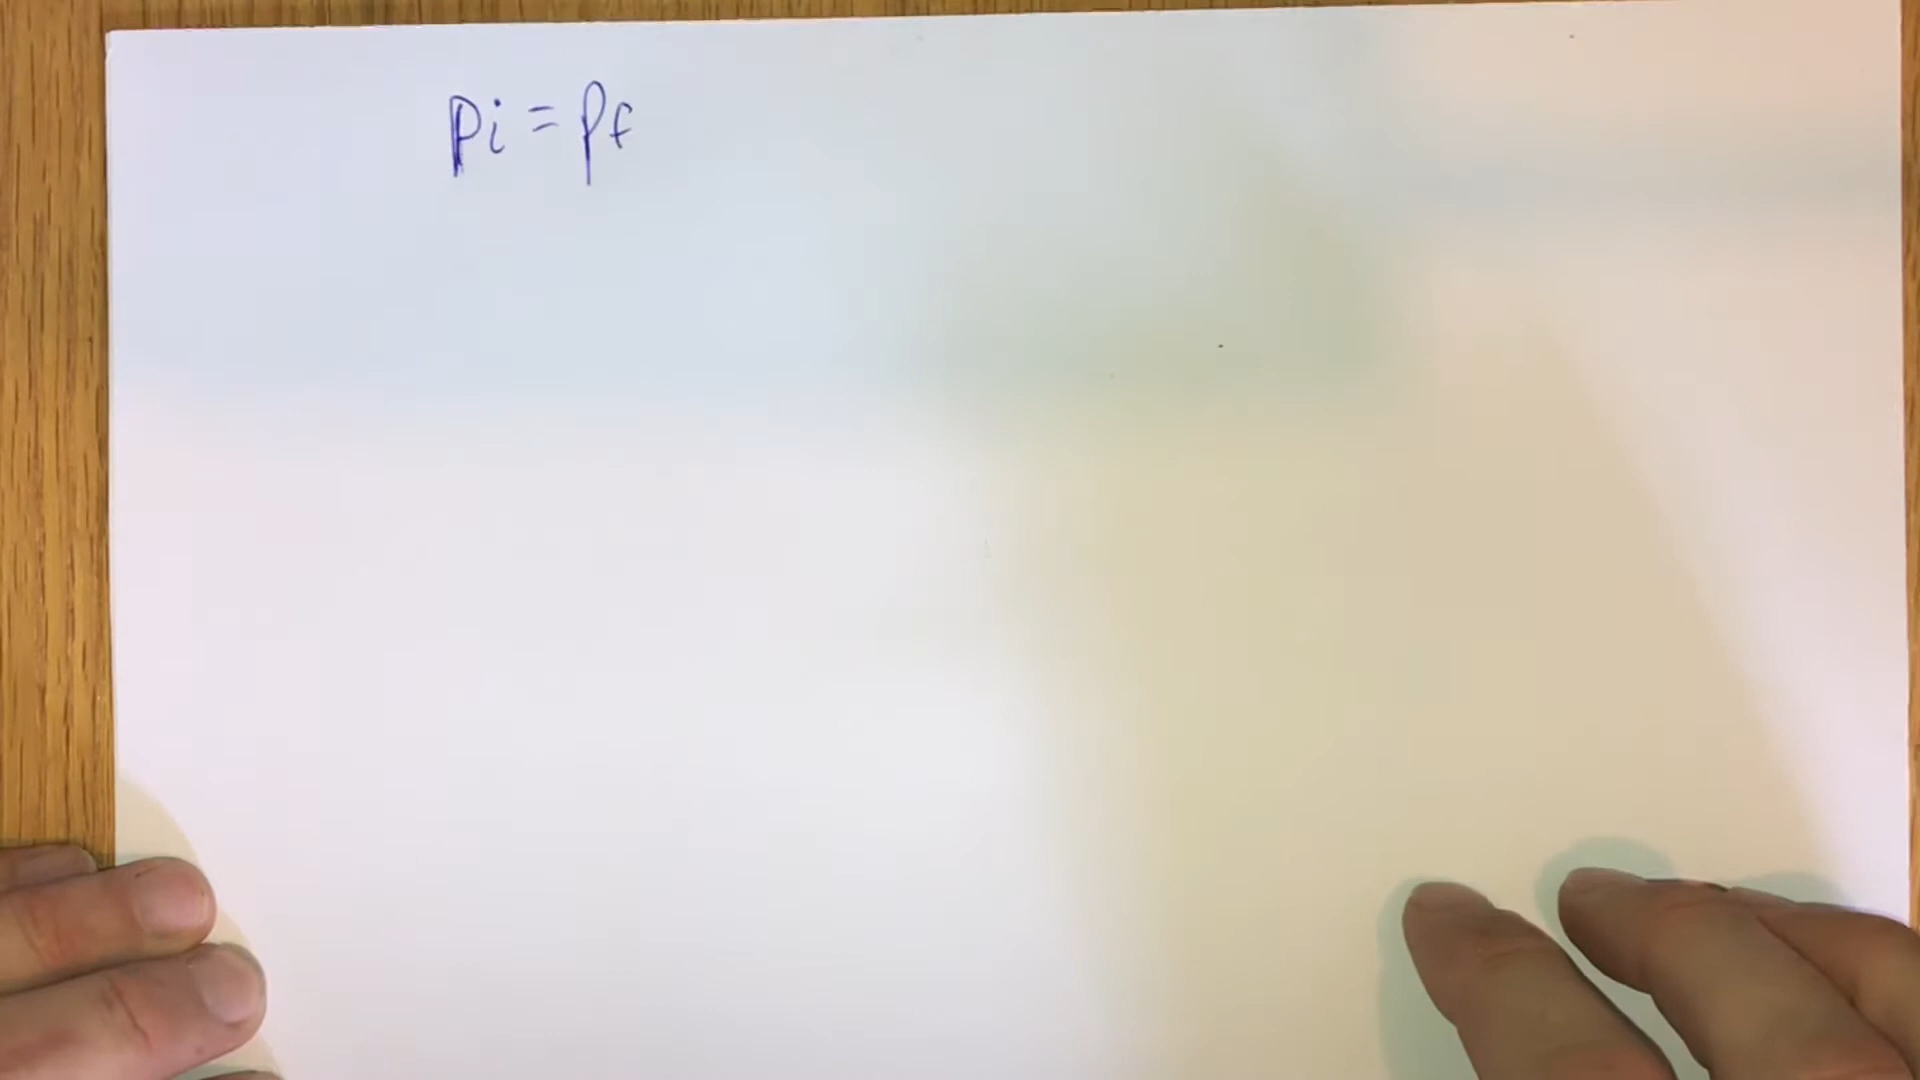 pi = pf